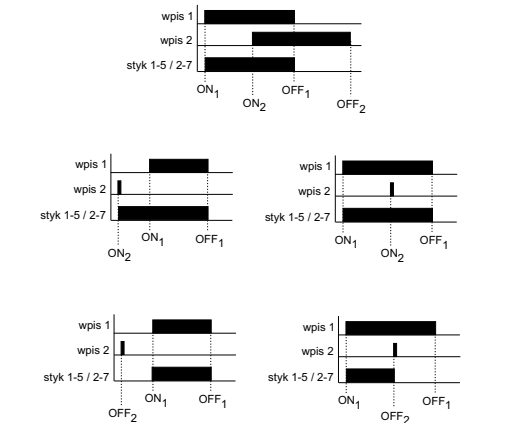 wpis 1
wpis 2
styk 1-5 / 2-7
ON1 OFF1
ON2 OFF2
wpis 1
wpis 2
styk 1-5 / 2-7
ON1 OFF1
ON2
wpis 1
wpis 2
styk 1-5 / 2-7
ON1 OFF1
ON2
wpis 1
wpis 2
styk 1-5 / 2-7
ON1 OFF1
OFF2
wpis 1
wpis 2
styk 1-5 / 2-7
ON1 OFF1
OFF2